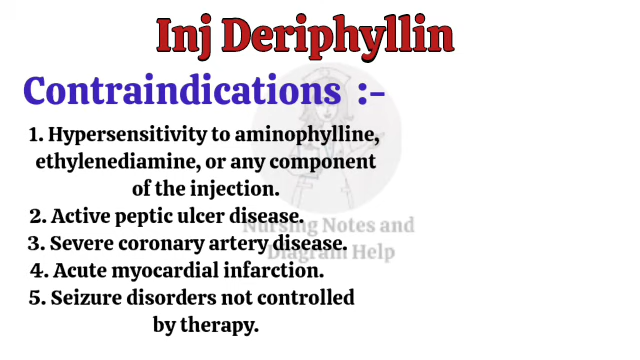 Inj Deriphyllin
Contraindications :-
1. Hypersensitivity to aminophylline,
ethylenediamine, or any component
of the injection.
2. Active peptic ulcer disease.
Nursing Notes and
3. Severe coronary artery disease.
Diagram Help
4. Acute myocardial infarction.
5. Seizure disorders not controlled
by therapy.